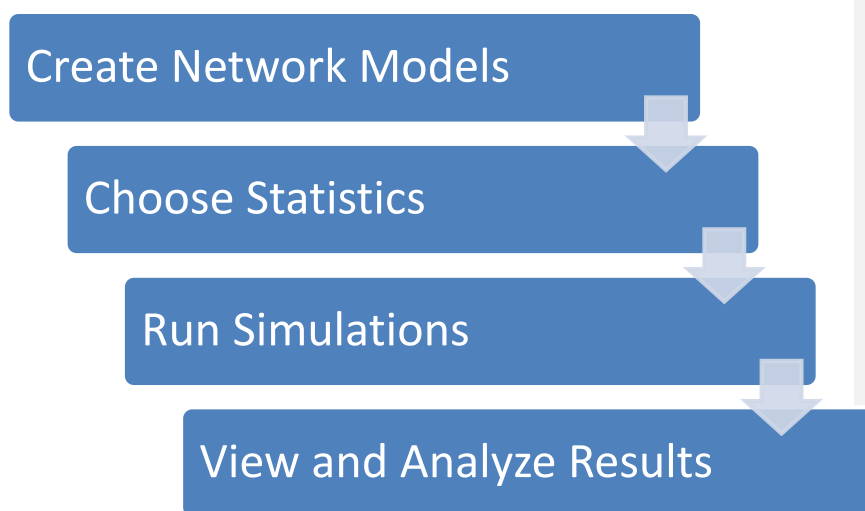 Create Network Models
Choose Statistics
Run Simulations
View and Analyze Results